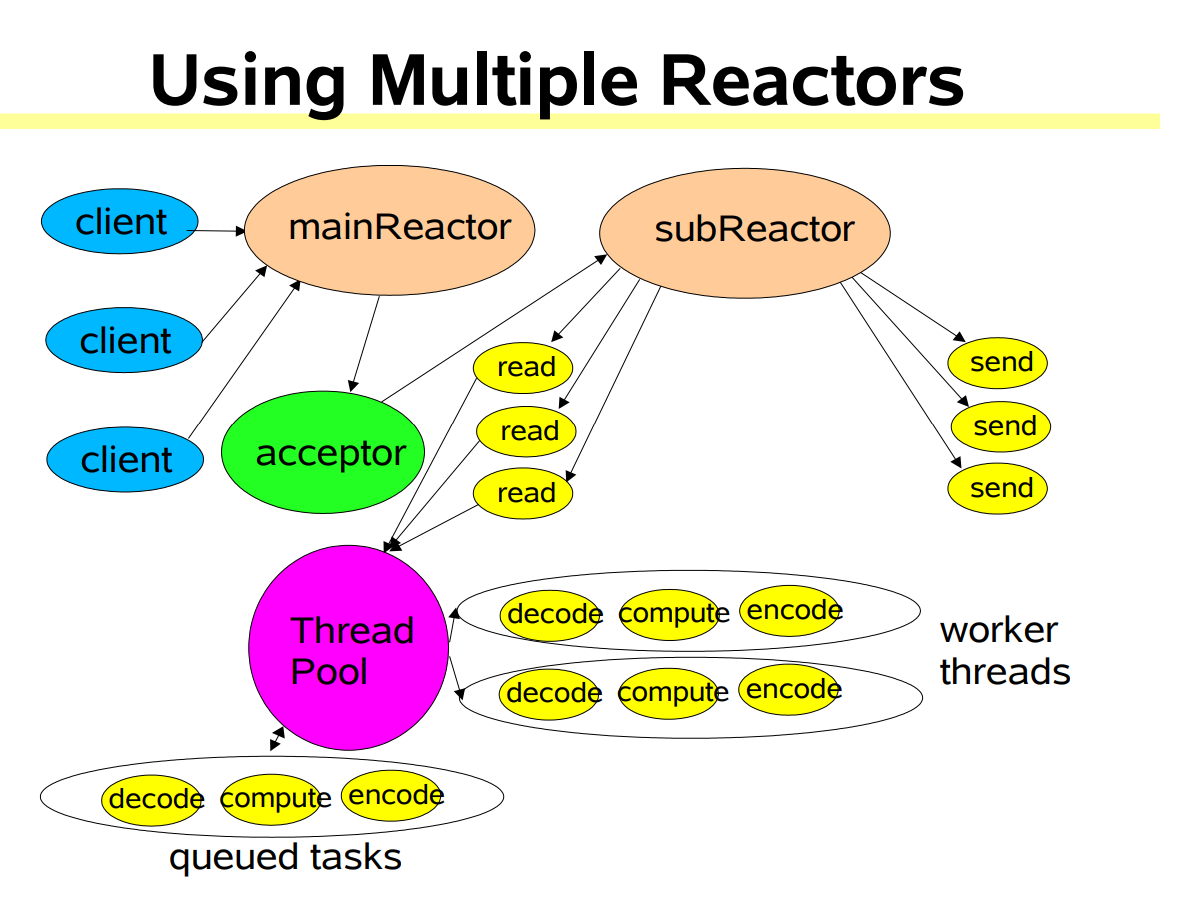 Using Multiple Reactors
client
mainReactor
subReactor
client
read
send
read
send
client
acceptor
read
send
Thread
Pool
decode compute encode
worker
threads
decode compute encode
decode compute encode
queued tasks